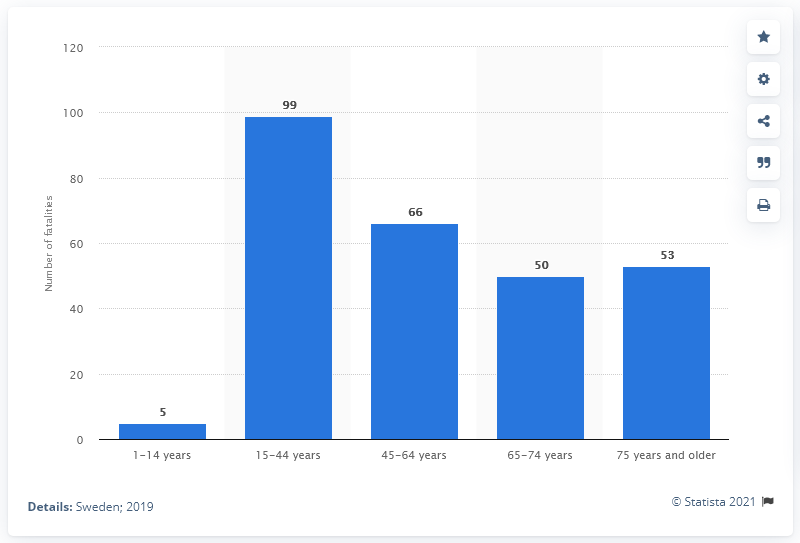 120
100
80
60
40
20
0
Number of fatalities
5
99
66
50
53
1-14 years
15-44 years
45-64 years
65-74 years
75 years and older
Details: Sweden; 2019
© Statista 2021